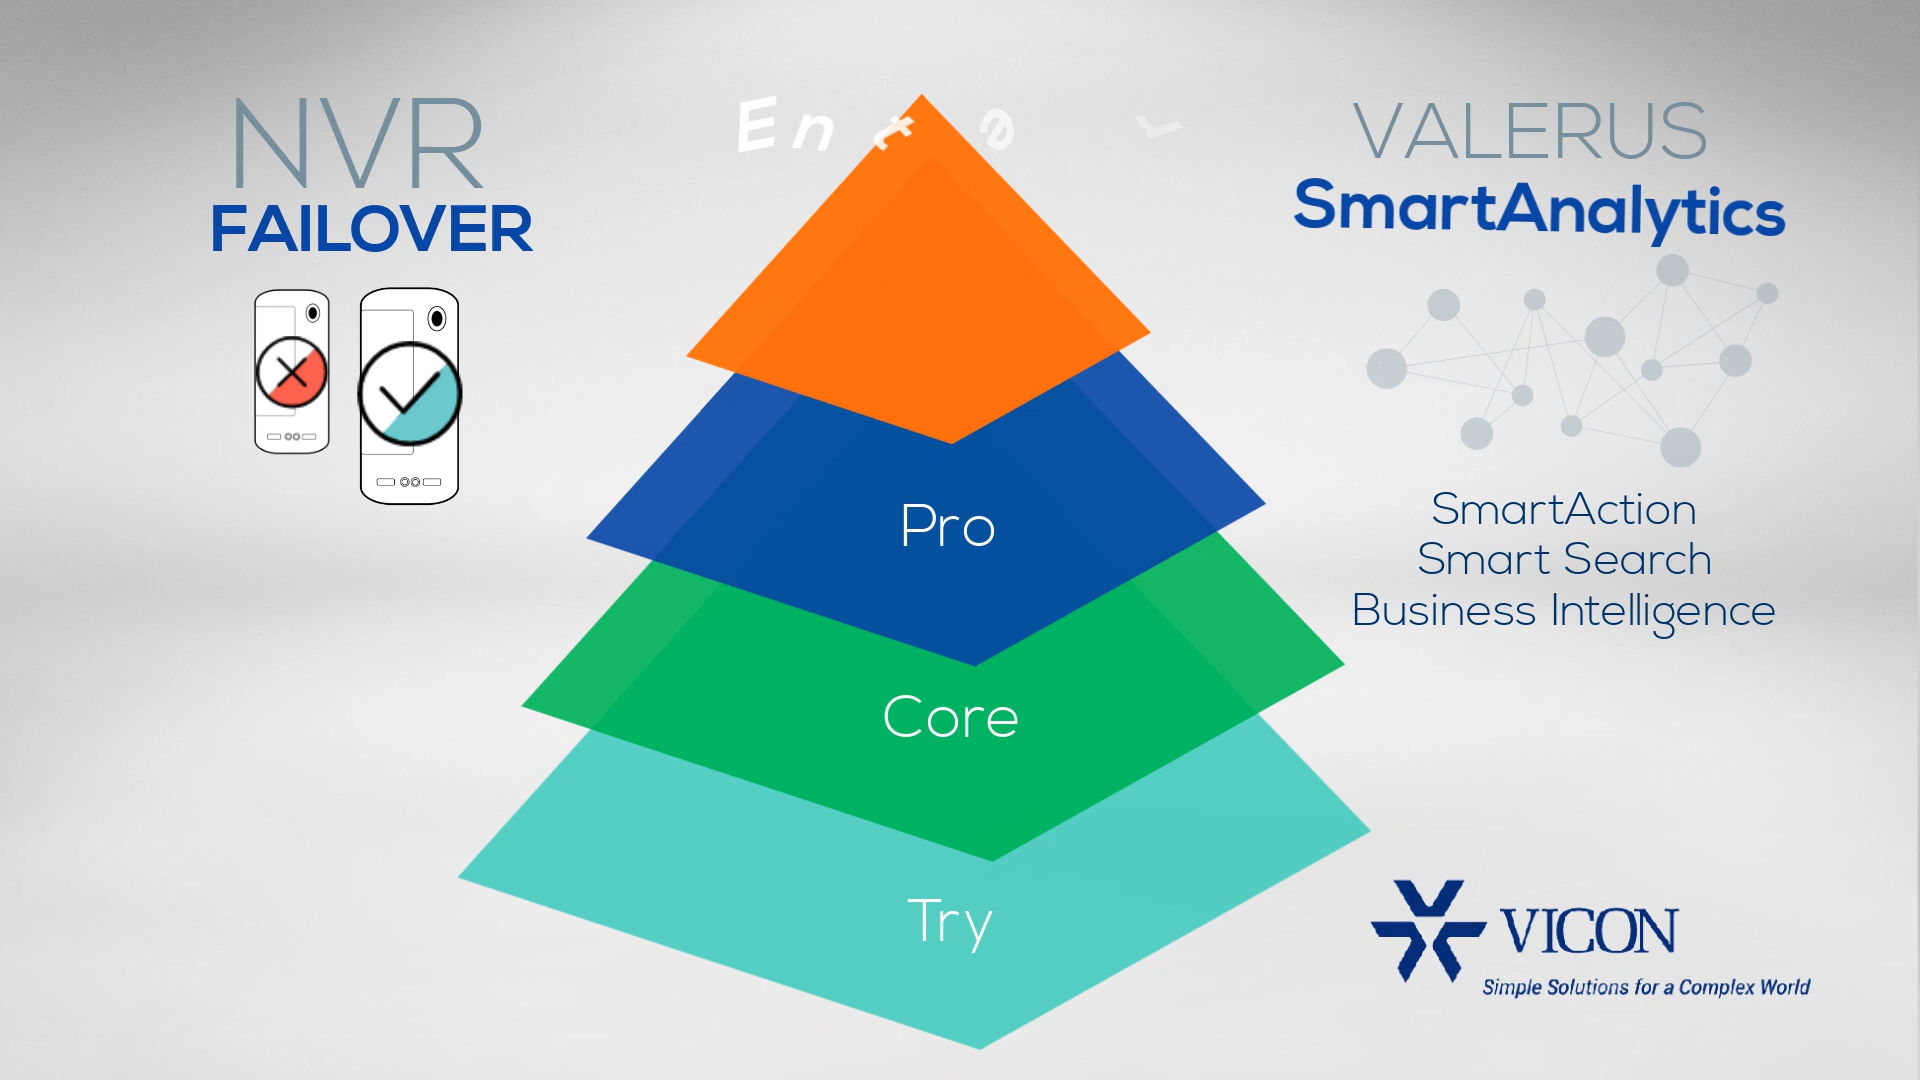 NVR
FAILOVER
VALERUS
SmartAnalytics
SmartAction
Smart Search
Business Intelligence
Pro
Core
Try
VICON
Simple Solutions for a Complex World